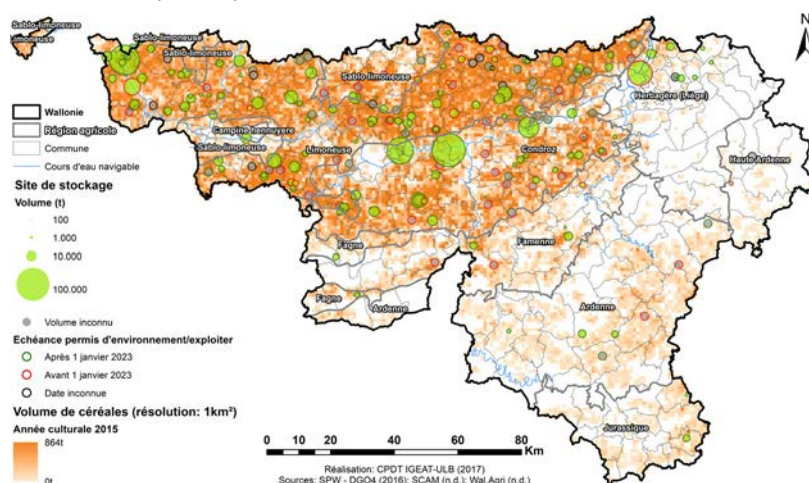 Sablo-limoneuse
Limoneuse
Sablo-limoneuse
Sablo-limoneuse
Sablo-limoneuse
N
Herbagère (Liège)
Campine hennuyère
Sablo-limoneuse
Limoneuse
Condroz
Haute Ardenne
Fagne
Famenne
Fagne
Ardenne
Ardenne
Jurassique
Wallonie
Région agricole
Commune
Cours d'eau navigable
Site de stockage
Volume (t)
100
1.000
10.000
100.000
Volume inconnu
Echéance permis d'environnement/exploiter
Après 1 janvier 2023
Avant 1 janvier 2023
Date inconnue
Volume de céréales (résolution: 1km²)
Année culturale 2015
864t
0t
0 20 40 60 80
Km
Réalisation: CPDT IGEAT-ULB (2017)
Sources: SPW - DGO4 (2016); SCAM (n.d.); Wal.Agri (n.d.)